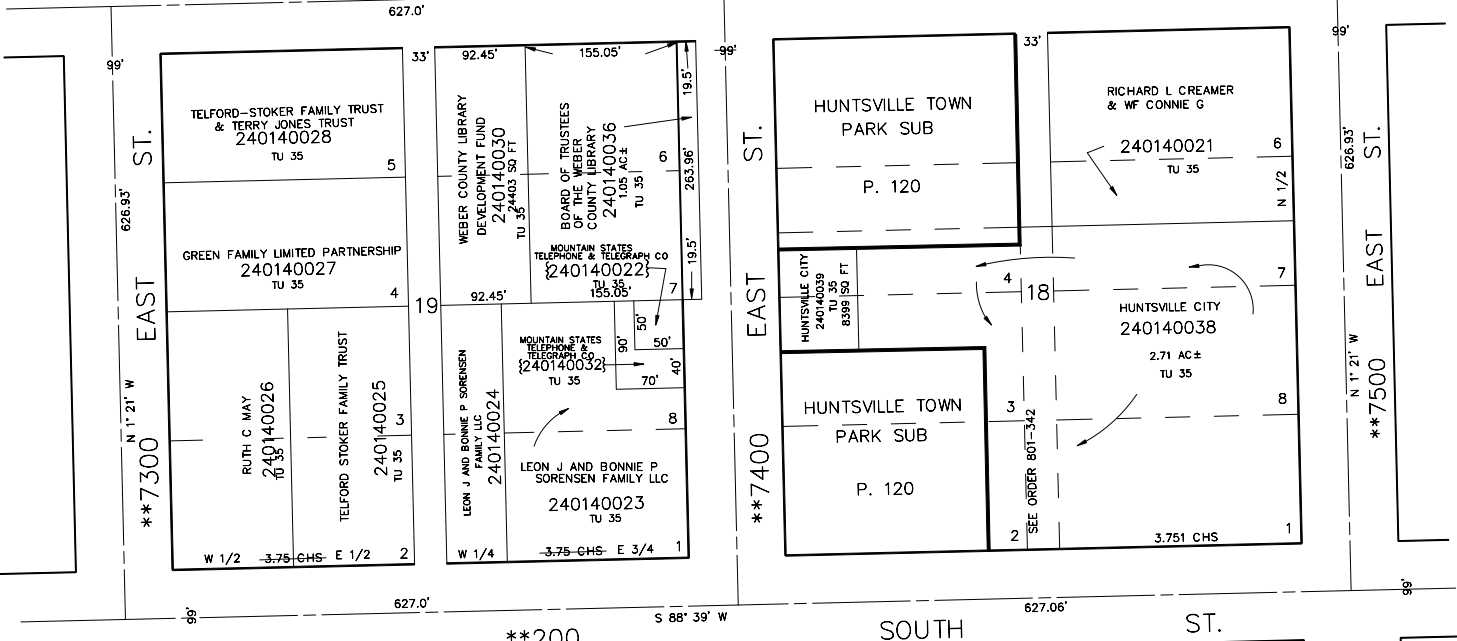 627.0'
99'
33'
92.45'
155.05'
99'
33'
99'
TELFORD-STOKER FAMILY TRUST
& TERRY JONES TRUST
240140028
TU 35
5
WEBER COUNTY LIBRARY
DEVELOPMENT FUND
240140030
24403 SQ FT
TU 35
BOARD OF TRUSTEES
OF THE WEBER
COUNTY LIBRARY
240140036
1.05 AC±
TU 35
6
19.5'
263.96'
19.5'
HUNTSVILLE TOWN
PARK SUB
P. 120
RICHARD L CREAMER
& WF CONNIE G
240140021
TU 35
6
N 1/2
626.93'
626.93'
GREEN FAMILY LIMITED PARTNERSHIP
240140027
TU 35
4
19
MOUNTAIN STATES
TELEPHONE & TELEGRAPH CO
{240140022}
TU 35
7
92.45'
155.05'
HUNTSVILLE CITY
240140039
TU 35
8399 SQ FT
4
18
7
HUNTSVILLE CITY
240140038
2.71 AC±
TU 35
RUTH C MAY
240140026
TU 35
TELFORD STOKER FAMILY TRUST
240140025
TU 35
3
LEON J AND BONNIE P SORENSEN
FAMILY LLC
240140024
MOUNTAIN STATES
TELEPHONE &
TELEGRAPH CO
{240140032}
TU 35
50'
90'
50'
40'
70'
8
HUNTSVILLE TOWN
PARK SUB
P. 120
3
8
SEE ORDER 801-342
LEON J AND BONNIE P
SORENSEN FAMILY LLC
240140023
TU 35
W 1/2
3.75 CHS
E 1/2
2
W 1/4
3.75 CHS
E 3/4
1
2
3.751 CHS
1
N 1° 21' W
**7300 EAST ST.
**7400 EAST ST.
N 1° 21' W
**7500 EAST ST.
99'
627.0'
S 88° 39' W
627.06'
99'
**200 SOUTH ST.